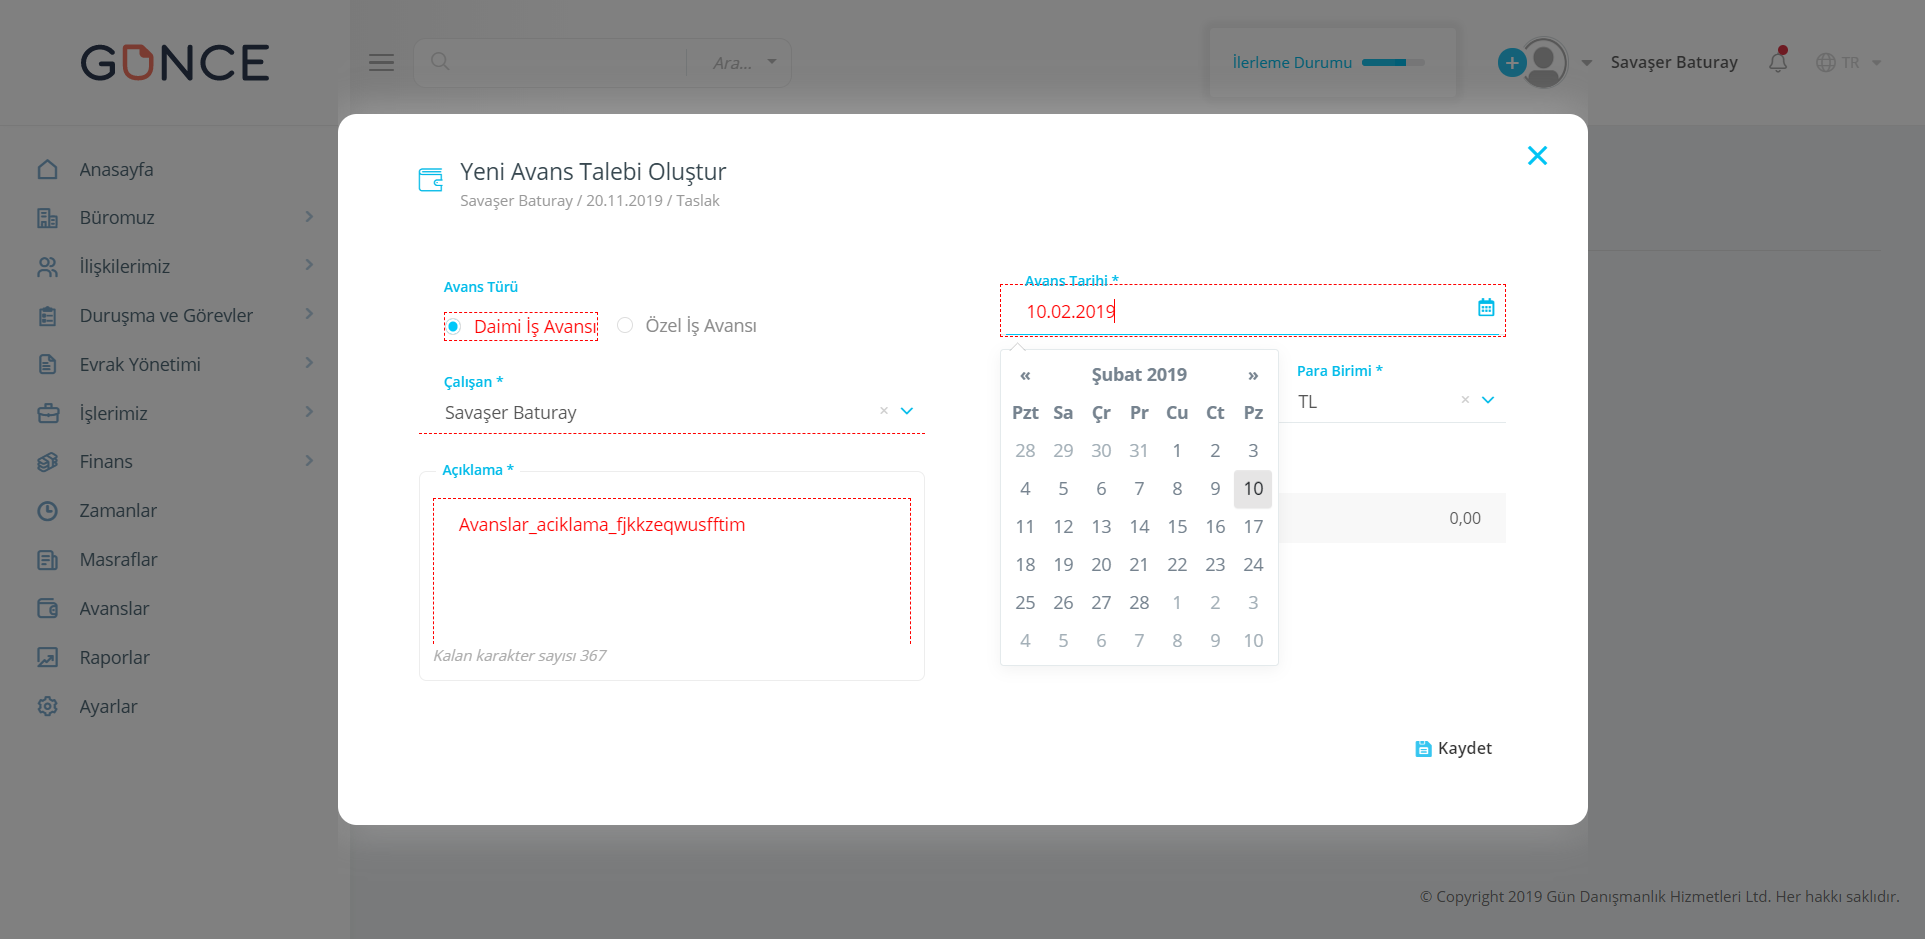 GÜNCE
Ara...
İlerleme Durumu
Savaşer Baturay
TR
Anasayfa
Büromuz
İlişkilerimiz
Duruşma ve Görevler
Evrak Yönetimi
İşlerimiz
Finans
Zamanlar
Masraflar
Avanslar
Raporlar
Ayarlar
Yeni Avans Talebi Oluştur
Savaşer Baturay / 20.11.2019 / Taslak
Avans Türü
Daimi İş Avansı
Özel İş Avansı
Çalışan *
Savaşer Baturay
×
Açıklama *
Avanslar_aciklama_fjkkzeqwusfftim
Kalan karakter sayısı 367
Avans Tarihi *
10.02.2019
« Şubat 2019 »
Pzt Sa Çr Pr Cu Ct Pz
28 29 30 31 1 2 3
4 5 6 7 8 9 10
11 12 13 14 15 16 17
18 19 20 21 22 23 24
25 26 27 28 1 2 3
4 5 6 7 8 9 10
Para Birimi *
TL ×
0,00
Kaydet
© Copyright 2019 Gün Danışmanlık Hizmetleri Ltd. Her hakkı saklıdır.